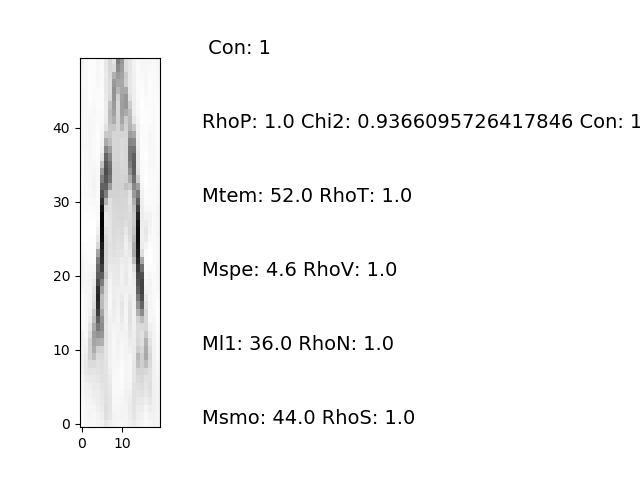 Con: 1
RhoP: 1.0 Chi2: 0.9366095726417846 Con: 1
Mtem: 52.0 RhoT: 1.0
Mspe: 4.6 RhoV: 1.0
Ml1: 36.0 RhoN: 1.0
Msmo: 44.0 RhoS: 1.0
40
30
20
10
0
0 10